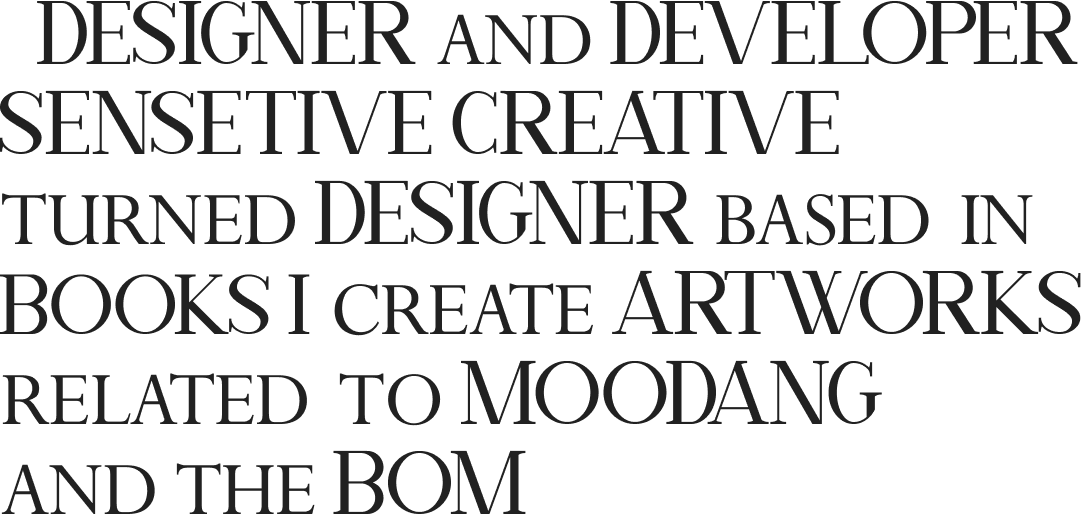 DESIGNER AND DEVELOPER
SENSETIVE CREATIVE
TURNED DESIGNER BASED IN
BOOKS I CREATE ARTWORKS
RELATED TO MOODANG
AND THE BOM